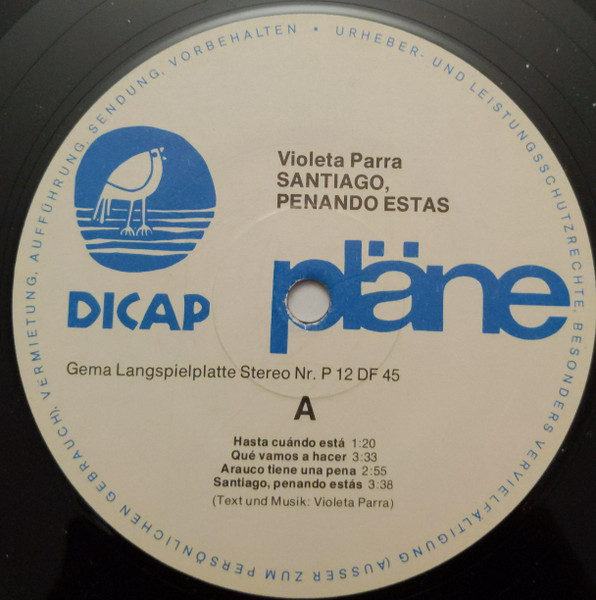 URHEBER- UND LEISTUNGSSCHUTZRECHTE, BESONDERS VERVIELFÄLTIGUNG (AUSSER ZUM PERSÖNLICHEN GEBRAUCH), VERMIETUNG, AUFFÜHRUNG, SENDUNG, VORBEHALTEN •
Violeta Parra
SANTIAGO,
PENANDO ESTAS
DICAP
pläne
Gema Langspielplatte Stereo Nr. P 12 DF 45
A
Hasta cuándo está 1:20
Qué vamos a hacer 3:33
Arauco tiene una pena 2:55
Santiago, penando estás 3:38
(Text und Musik: Violeta Parra)